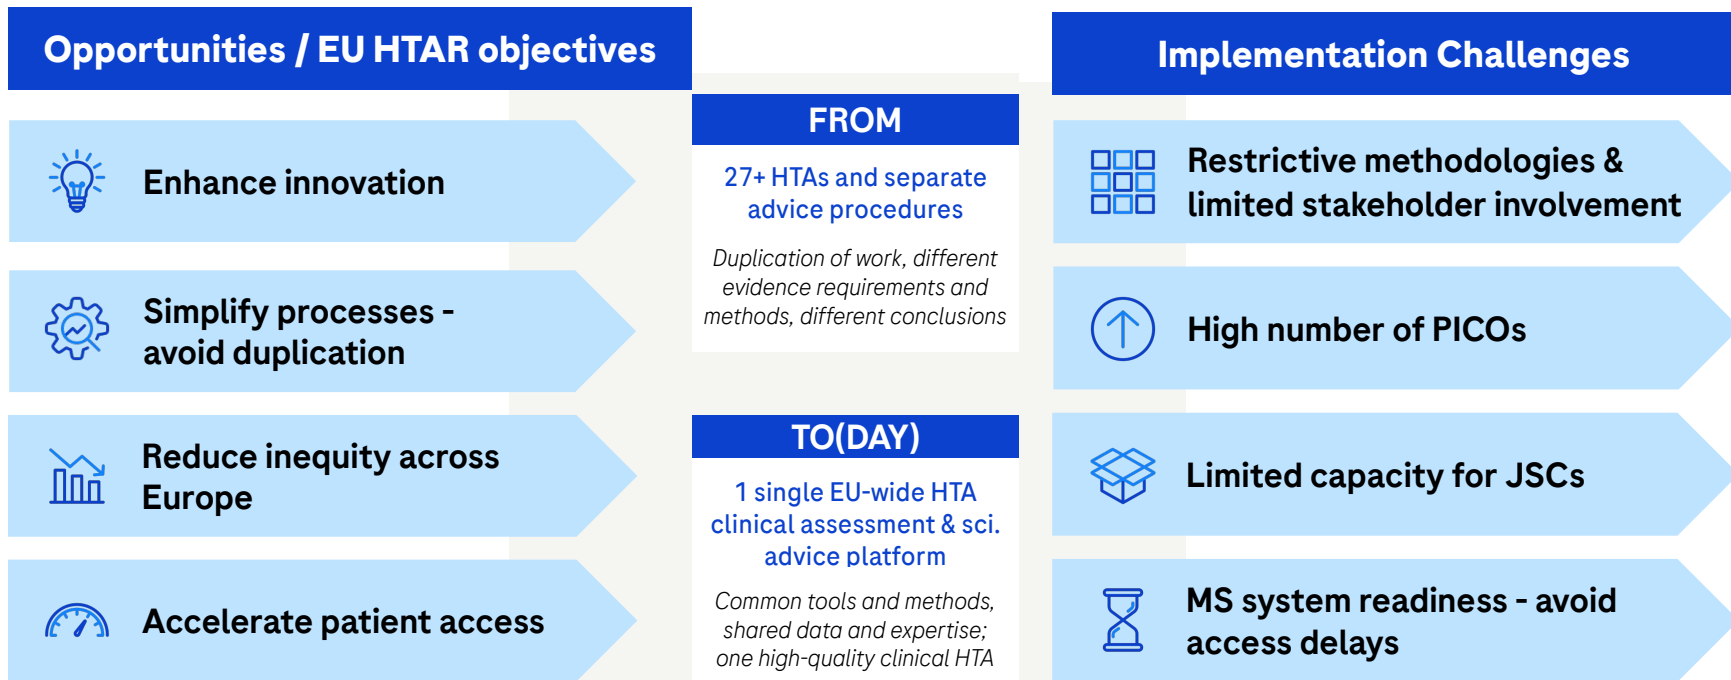 Opportunities / EU HTAR objectives
Enhance innovation
Simplify processes -
avoid duplication
Reduce inequity across
Europe
Accelerate patient access
FROM
27+ HTAs and separate
advice procedures
Duplication of work, different
evidence requirements and
methods, different conclusions
TO(DAY)
1 single EU-wide HTA
clinical assessment & sci.
advice platform
Common tools and methods,
shared data and expertise;
one high-quality clinical HTA
Implementation Challenges
Restrictive methodologies &
limited stakeholder involvement
High number of PICOs
Limited capacity for JSCs
MS system readiness - avoid
access delays